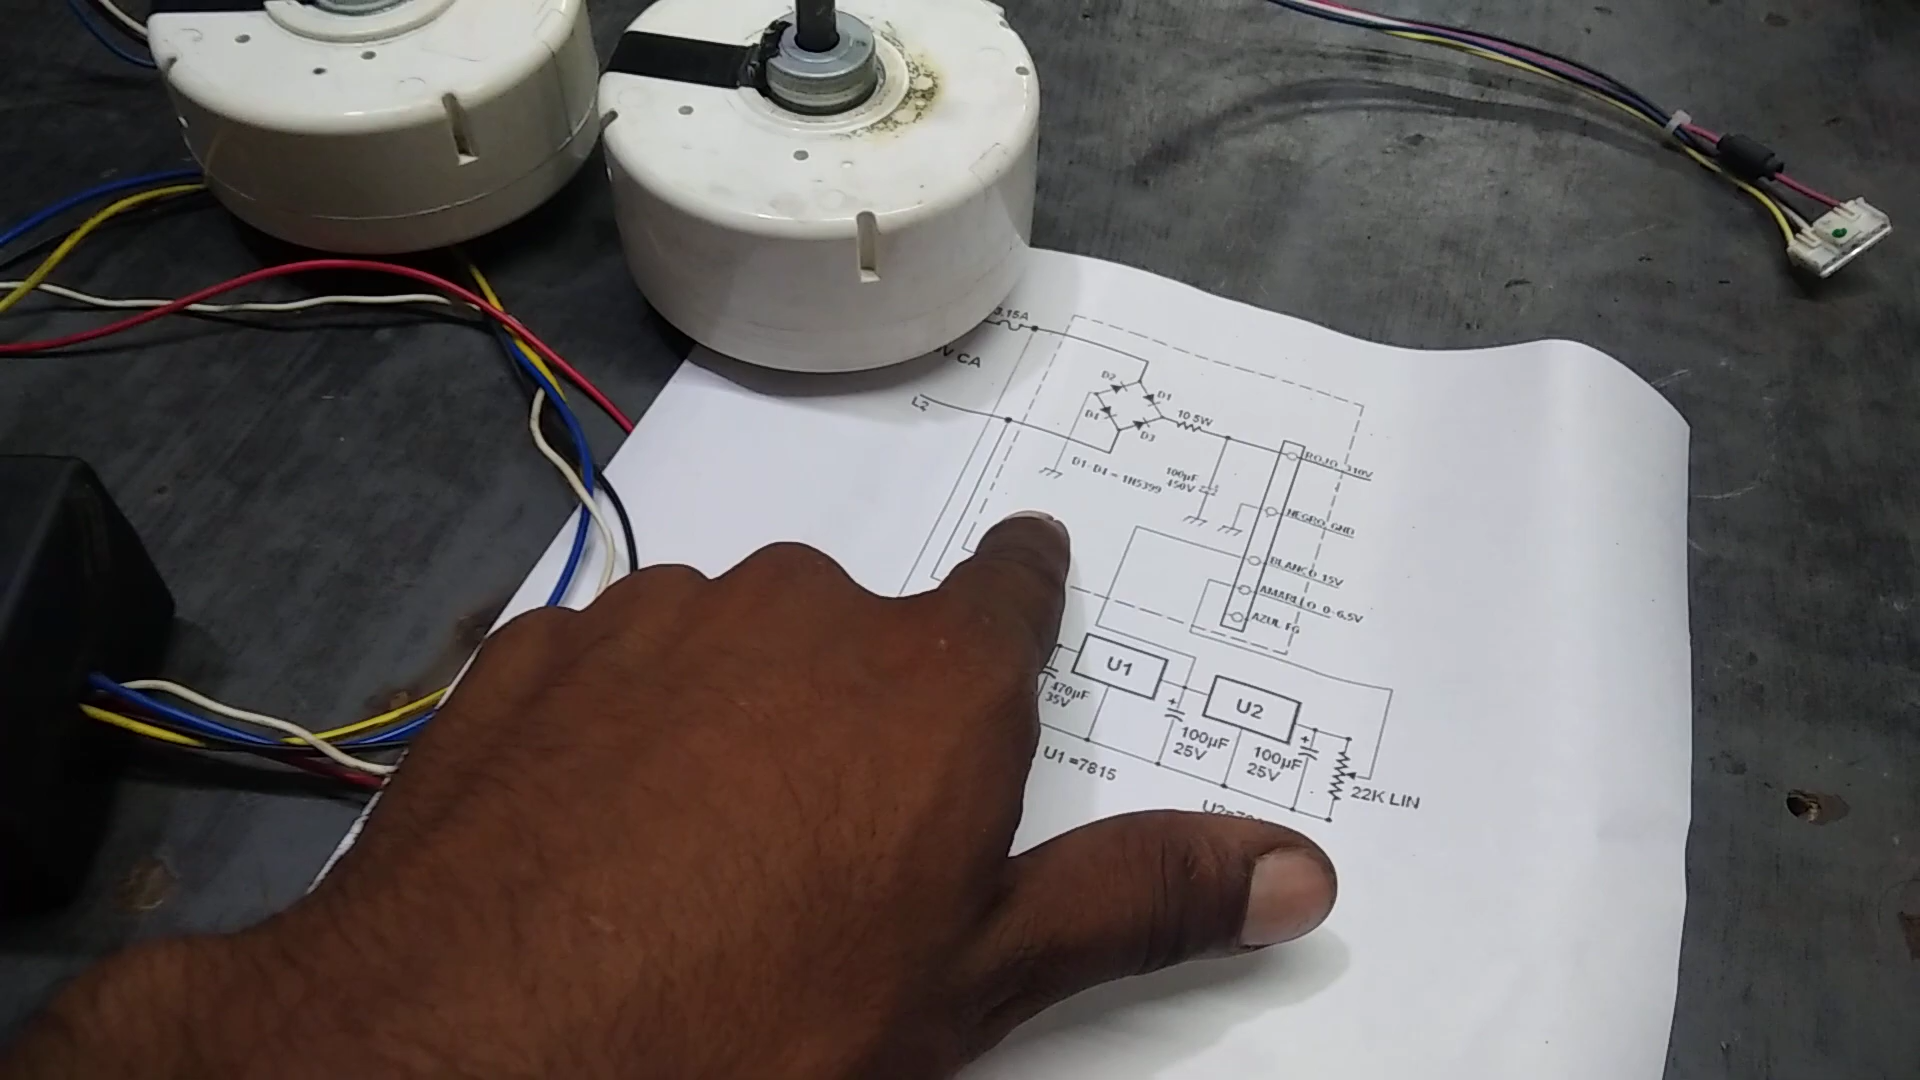 3.15A
V CA
L2
D2
D1
D4
D3
10 5W
D1-D4 = 1N5399
100µF
450V
ROJO 310V
NEGRO GND
BLANCO 15V
AMARILLO 0-6.5V
AZUL FG
U1
470µF
35V
U2
100µF
25V
100µF
25V
U1 =7815
22K LIN